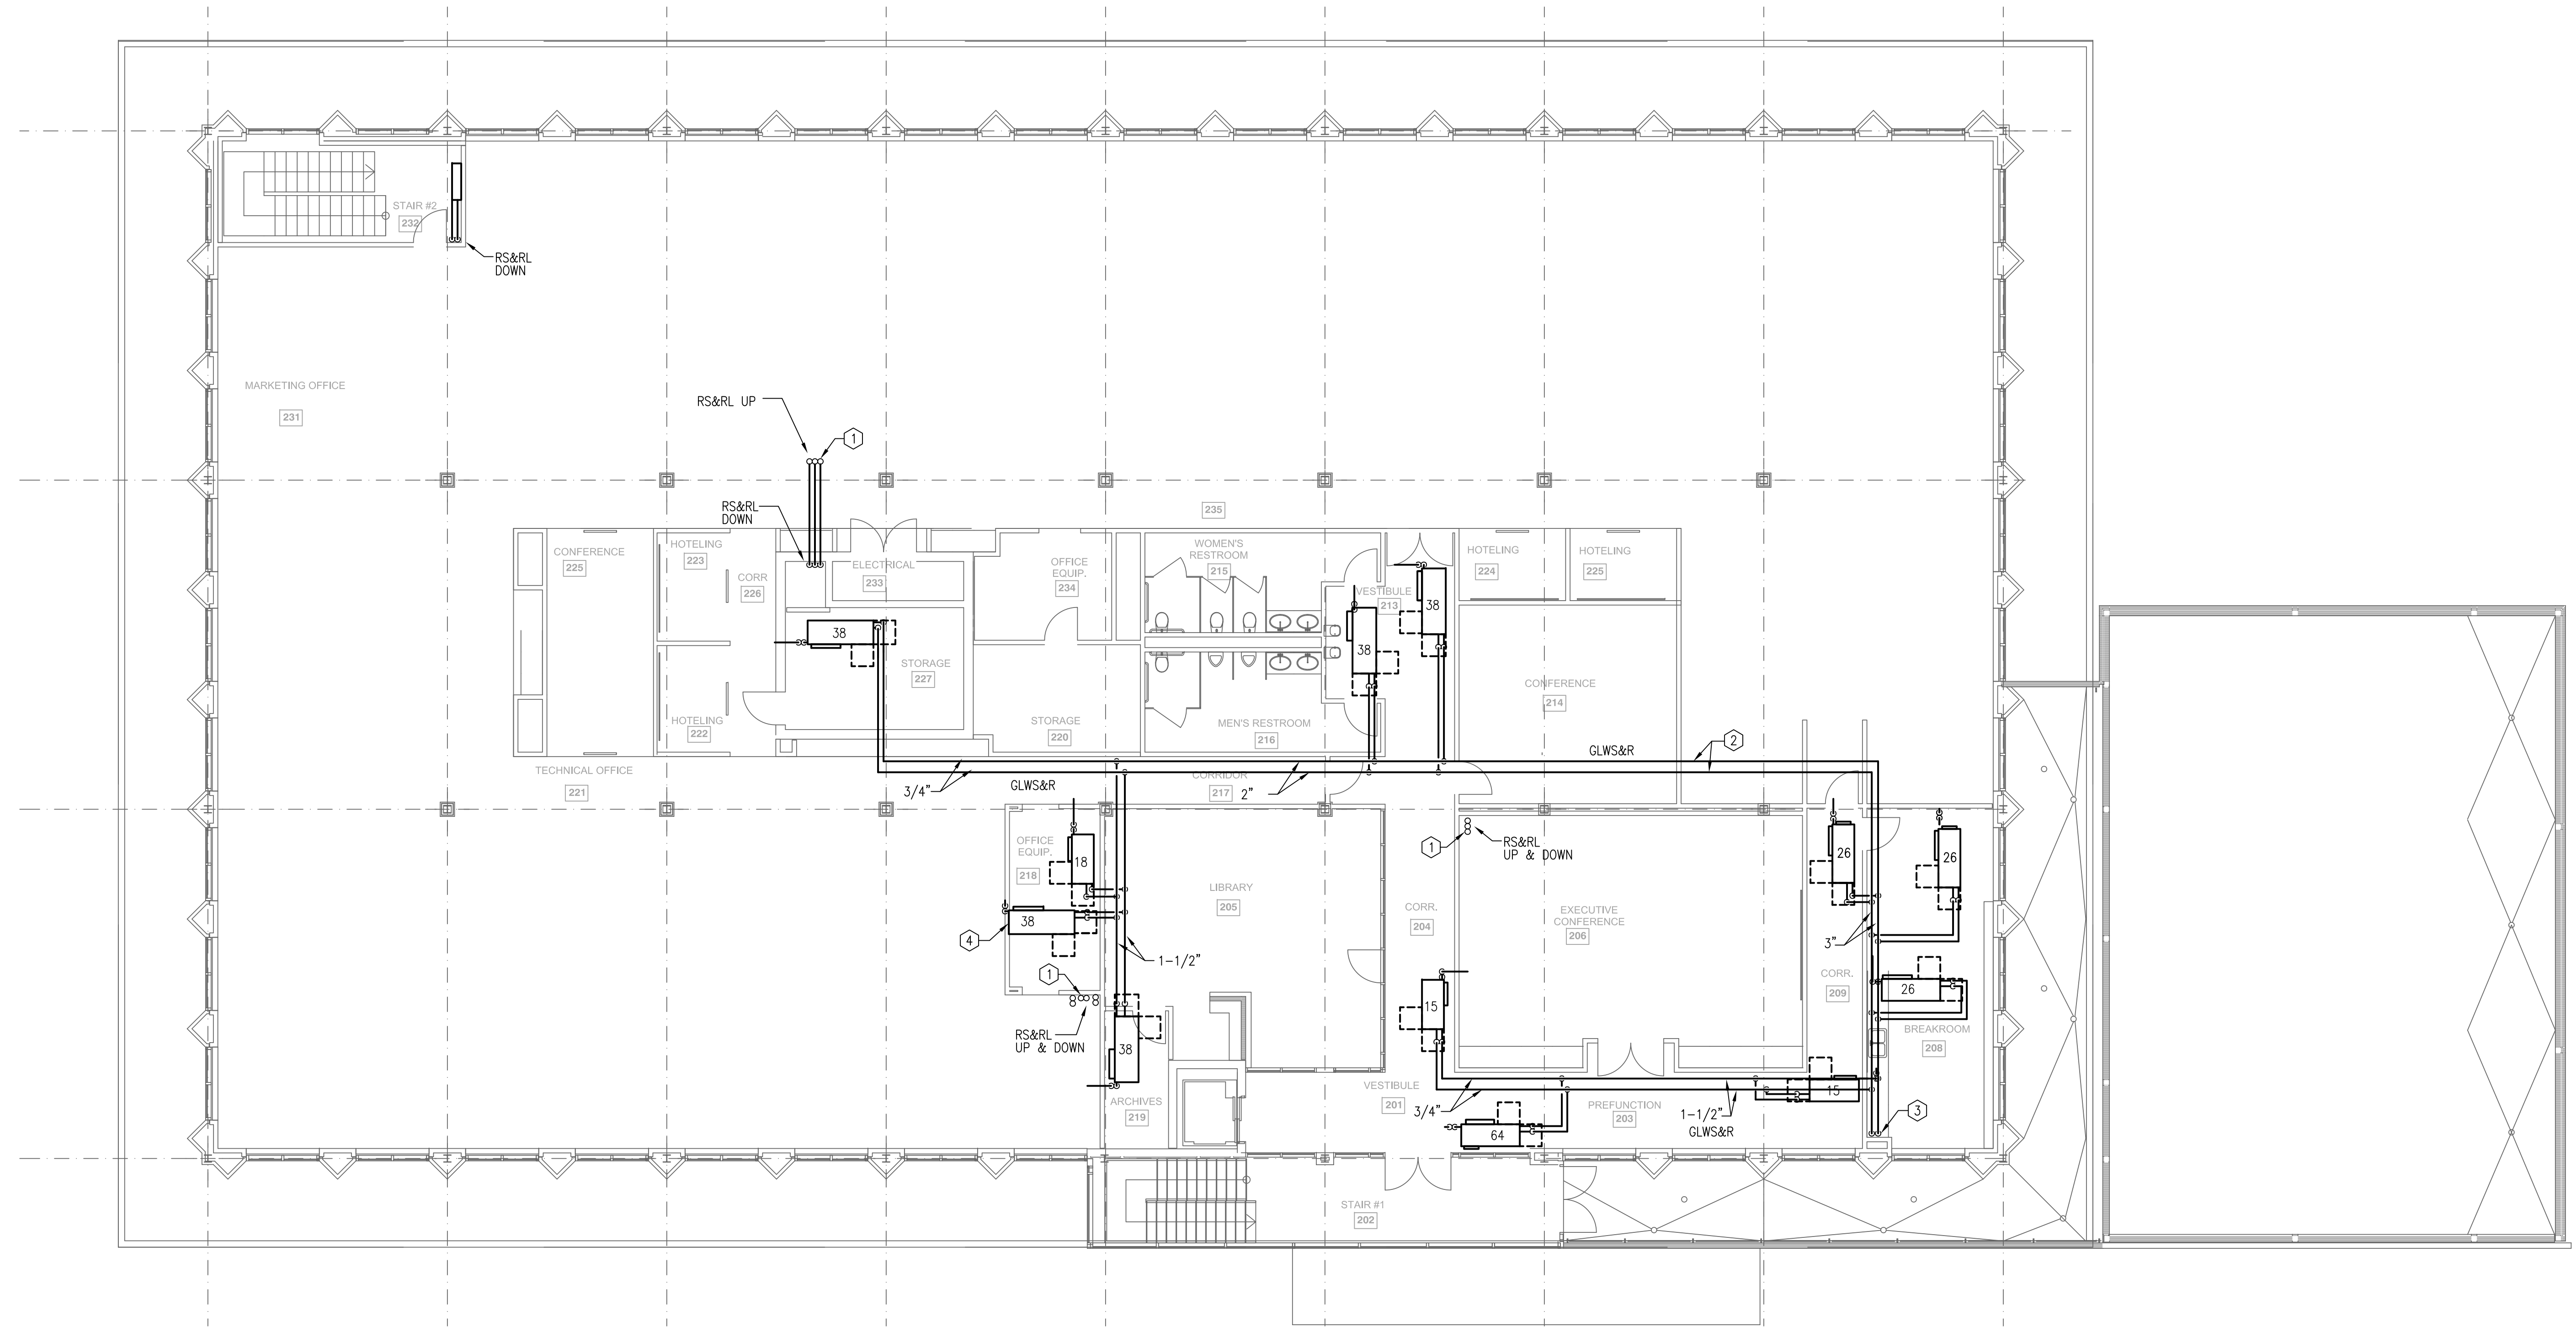 STAIR #2
232
RS&RL
DOWN
MARKETING OFFICE
231
RS&RL UP
1
RS&RL
DOWN
235
CONFERENCE
225
HOTELING
223
CORR
226
ELECTRICAL
233
OFFICE
EQUIP.
234
WOMEN'S
RESTROOM
215
VESTIBULE
213
HOTELING
224
HOTELING
225
38
38
38
STORAGE
227
HOTELING
222
STORAGE
220
MEN'S RESTROOM
216
CONFERENCE
214
GLWS&R
2
TECHNICAL OFFICE
221
3/4"
GLWS&R
CORRIDOR
217
2"
OFFICE
EQUIP.
218
18
38
4
LIBRARY
205
1
RS&RL
UP & DOWN
CORR.
204
EXECUTIVE
CONFERENCE
206
26
26
3"
1-1/2"
1
RS&RL
UP & DOWN
38
15
CORR.
209
26
BREAKROOM
208
ARCHIVES
219
VESTIBULE
201
3/4"
64
PREFUNCTION
203
1-1/2"
GLWS&R
15
3
STAIR #1
202